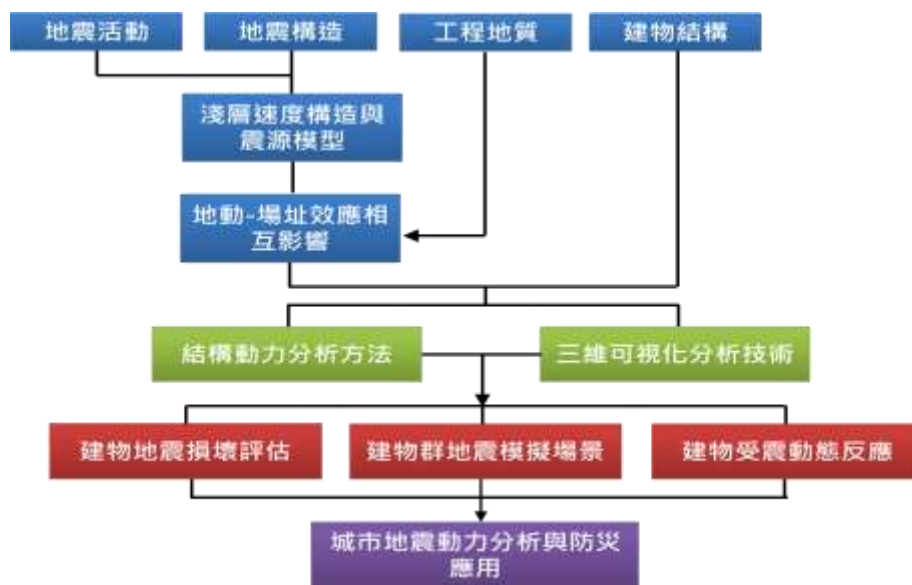 地震活動
地震構造
工程地質
建物結構
淺層速度構造與
震源模型
地動-場址效應相
互影響
結構動力分析方法
三維可視化分析技術
建物地震損壞評估
建物群地震模擬場景
建物受震動態反應
城市地震動力分析與防災
應用